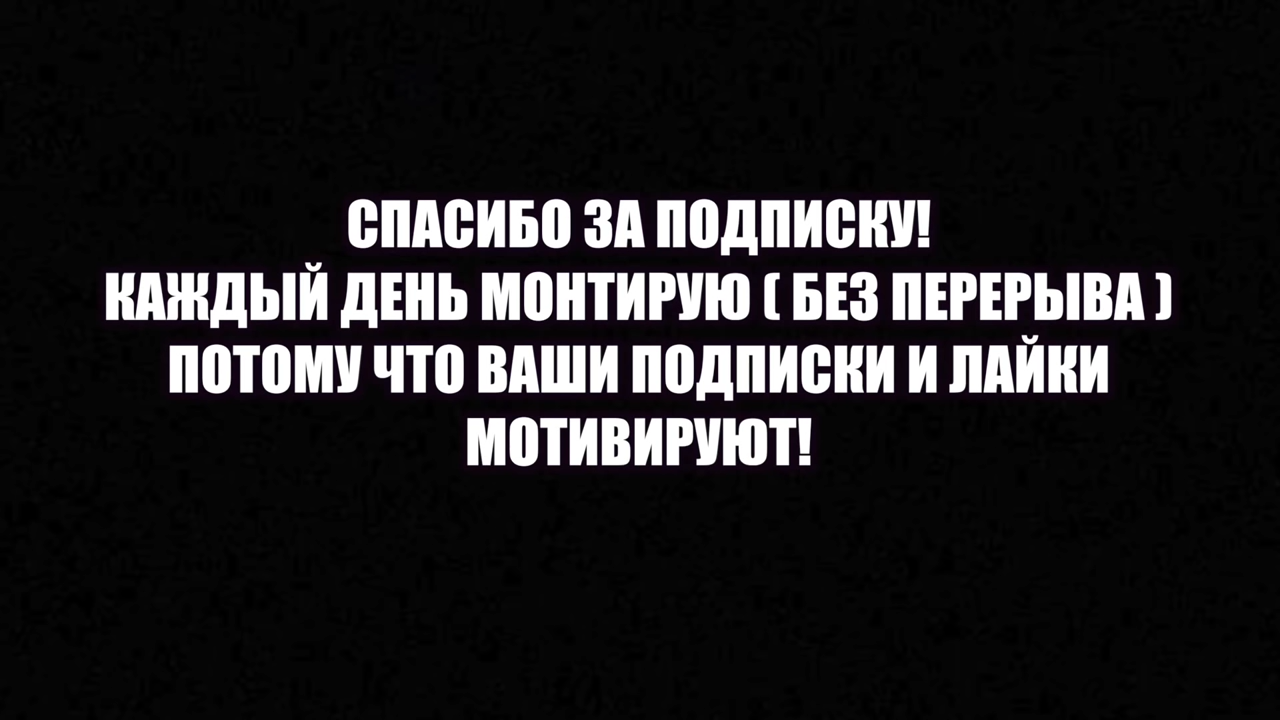 СПАСИБО ЗА ПОДПИСКУ!
КАЖДЫЙ ДЕНЬ МОНТИРУЮ ( БЕЗ ПЕРЕРЫВА )
ПОТОМУ ЧТО ВАШИ ПОДПИСКИ И ЛАЙКИ
МОТИВИРУЮТ!